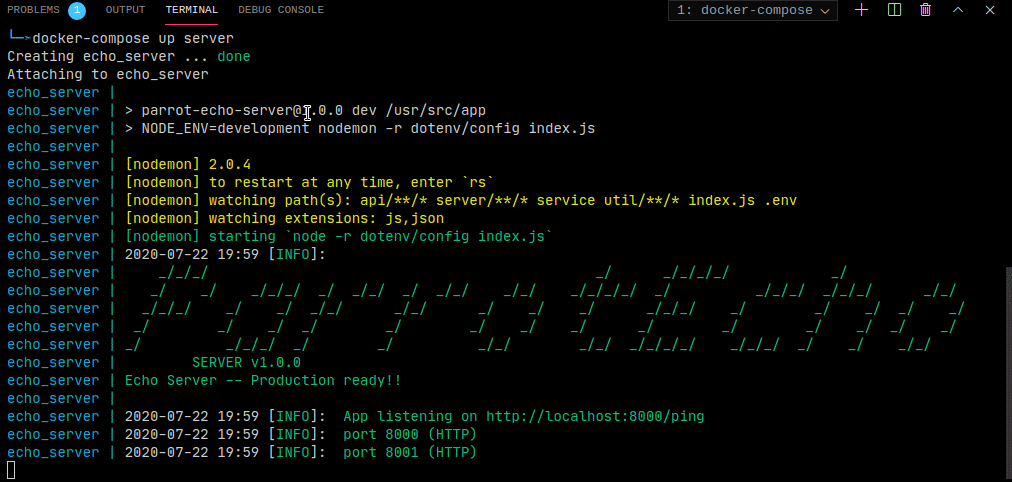 PROBLEMS 1 OUTPUT TERMINAL DEBUG CONSOLE 1: docker-compose
└─▸docker-compose up server
Creating echo_server ... done
Attaching to echo_server
echo_server |
echo_server | > parrot-echo-server@1.0.0 dev /usr/src/app
echo_server | > NODE_ENV=development nodemon -r dotenv/config index.js
echo_server |
echo_server | [nodemon] 2.0.4
echo_server | [nodemon] to restart at any time, enter `rs`
echo_server | [nodemon] watching path(s): api/**/* server/**/* service util/**/* index.js .env
echo_server | [nodemon] watching extensions: js,json
echo_server | [nodemon] starting `node -r dotenv/config index.js`
echo_server | 2020-07-22 19:59 [INFO]:
echo_server |     _/_/_/                                              _/      _/_/_/_/            _/
echo_server |    _/    _/    _/_/_/  _/  _/_/  _/  _/_/    _/_/    _/_/_/_/  _/          _/_/_/  _/_/_/      _/_/
echo_server |   _/_/_/    _/    _/  _/_/      _/_/      _/    _/    _/      _/_/_/    _/        _/    _/  _/    _/
echo_server |  _/        _/    _/  _/        _/        _/    _/    _/      _/        _/        _/    _/  _/    _/
echo_server | _/          _/_/_/  _/        _/          _/_/        _/_/  _/_/_/_/    _/_/_/  _/    _/    _/_/
echo_server |         SERVER v1.0.0
echo_server | Echo Server -- Production ready!!
echo_server |
echo_server | 2020-07-22 19:59 [INFO]:  App listening on http://localhost:8000/ping
echo_server | 2020-07-22 19:59 [INFO]:  port 8000 (HTTP)
echo_server | 2020-07-22 19:59 [INFO]:  port 8001 (HTTP)